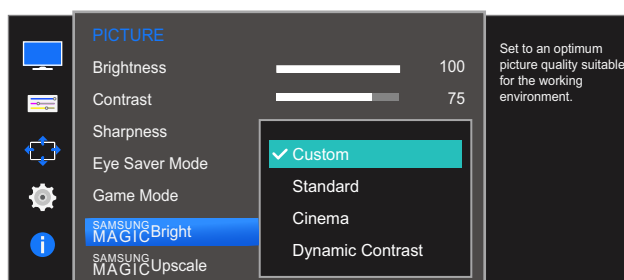 PICTURE
Brightness 100
Contrast 75
Sharpness
Eye Saver Mode
Game Mode
SAMSUNG
MAGICBright
SAMSUNG
MAGICUpscale
Custom
Standard
Cinema
Dynamic Contrast
Set to an optimum
picture quality suitable
for the working
environment.